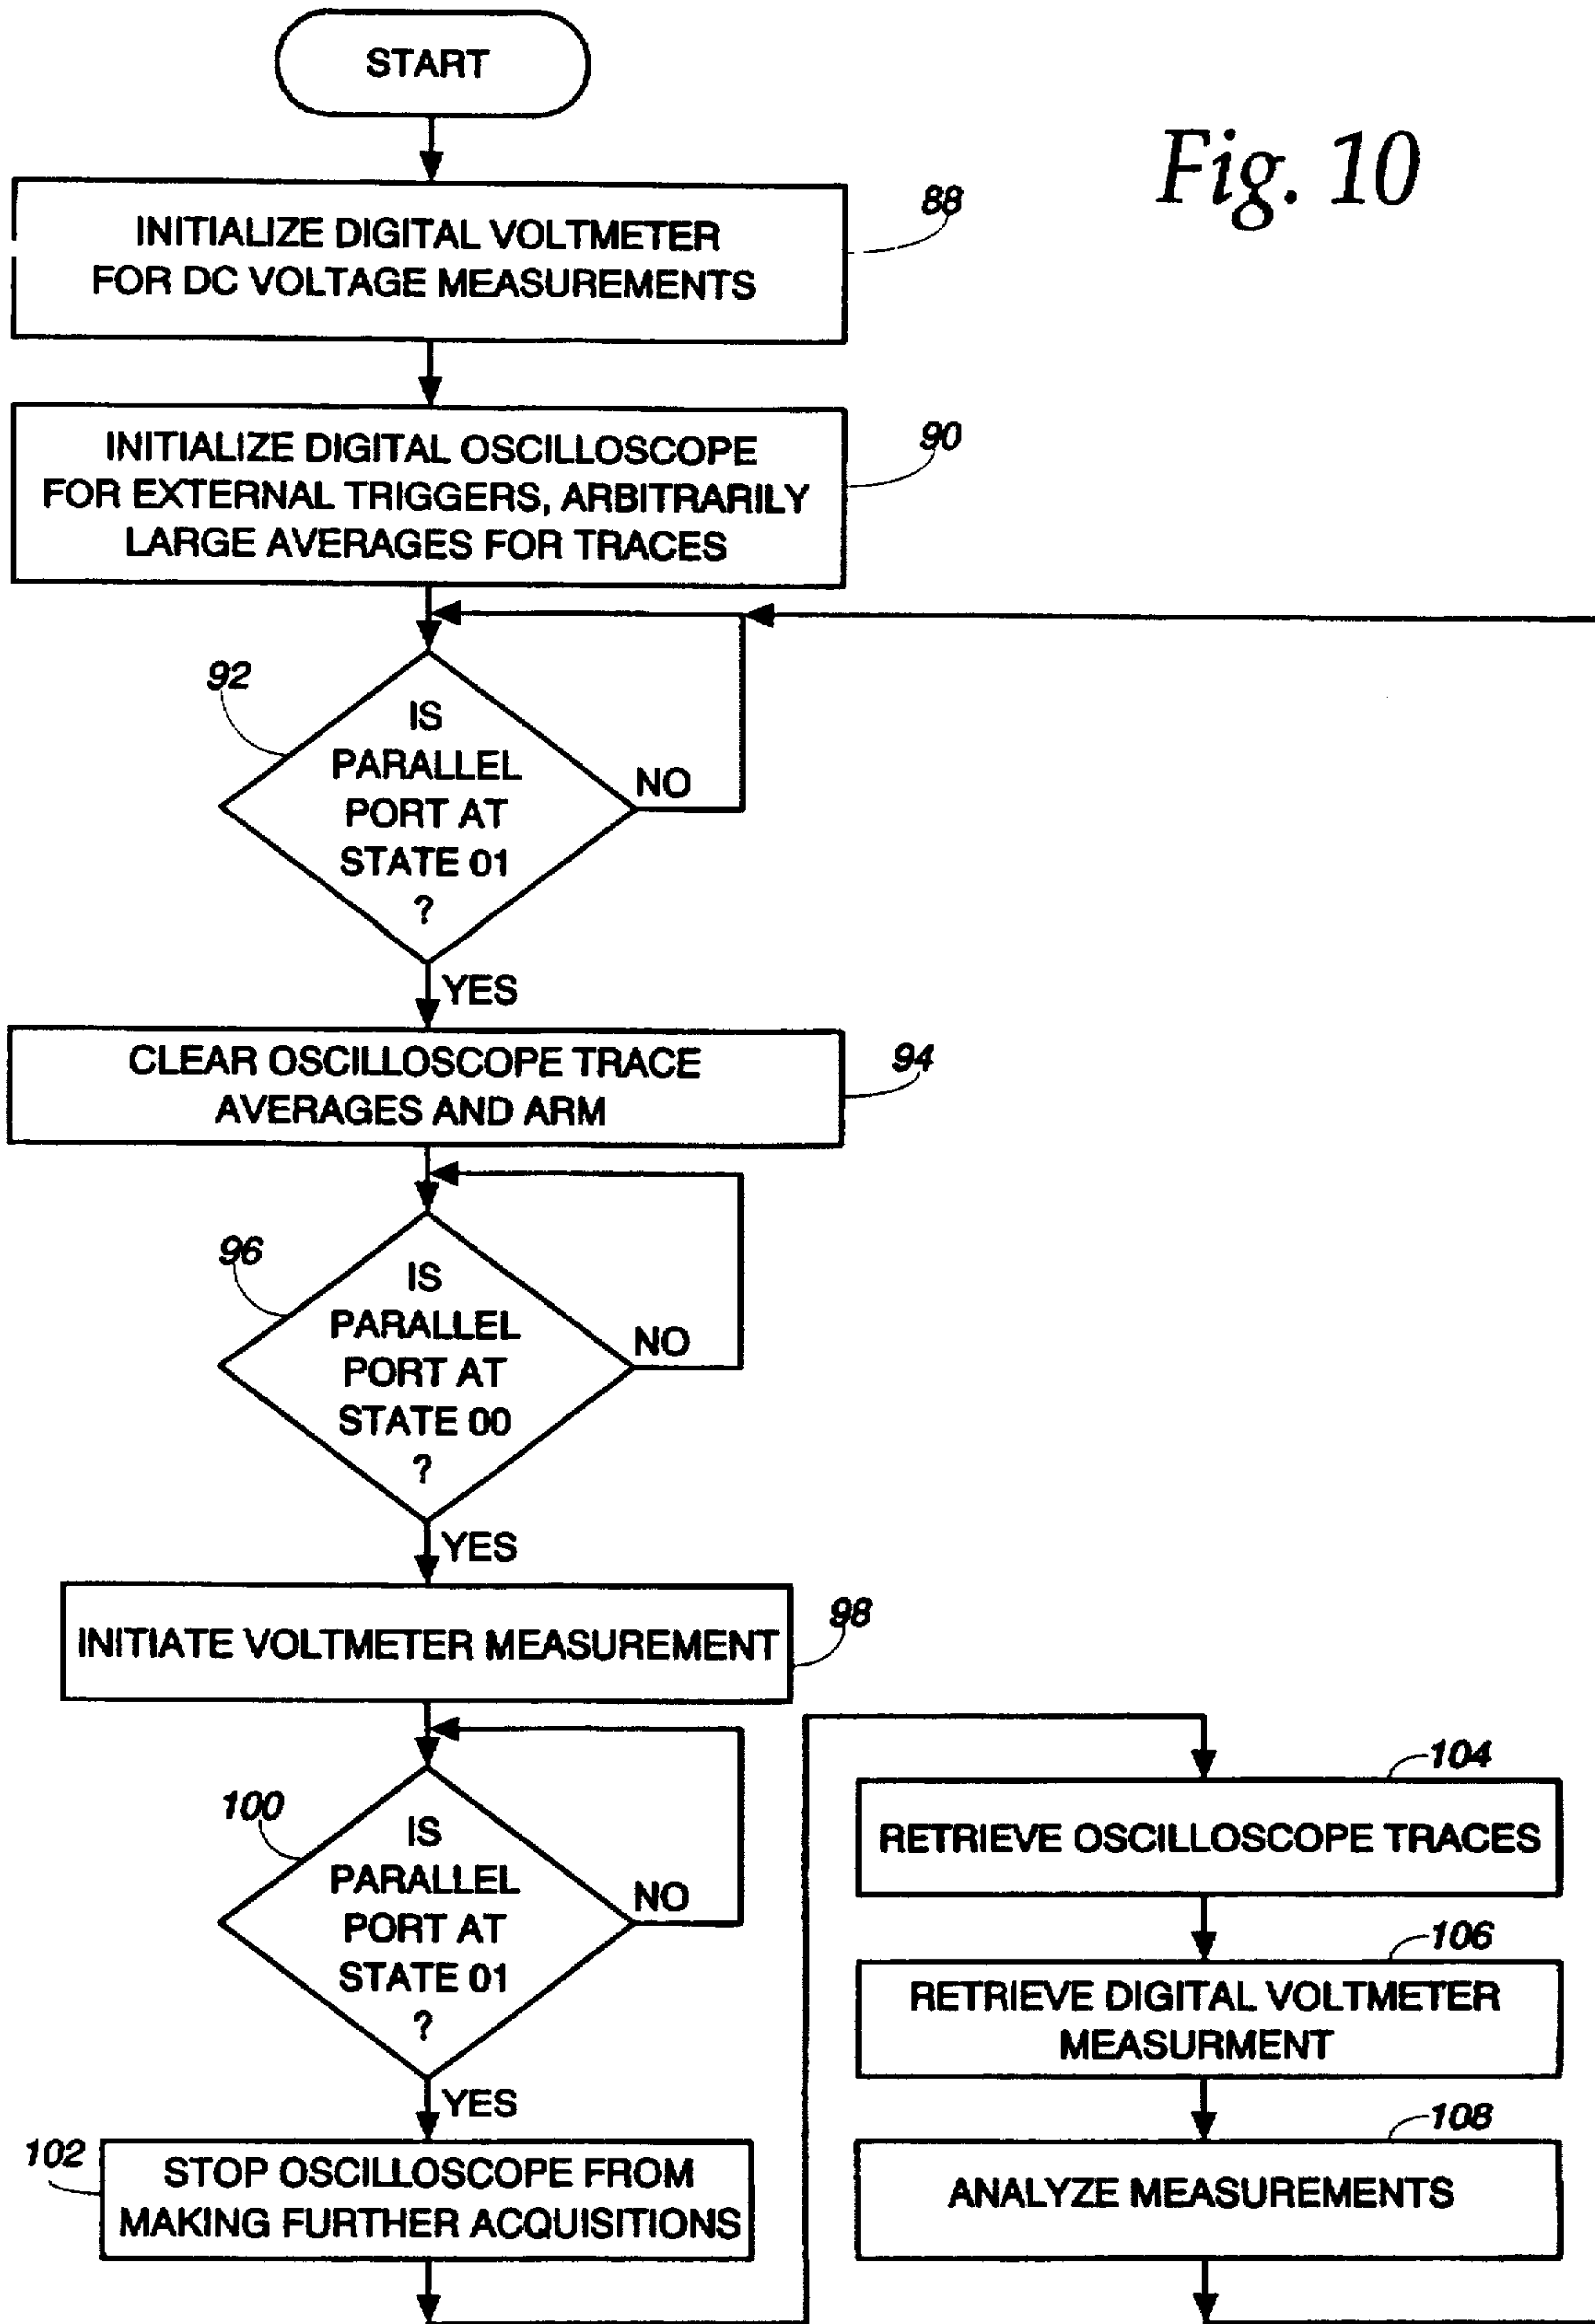 START
Fig. 10
INITIALIZE DIGITAL VOLTMETER
FOR DC VOLTAGE MEASUREMENTS
88
INITIALIZE DIGITAL OSCILLOSCOPE
FOR EXTERNAL TRIGGERS, ARBITRARILY
LARGE AVERAGES FOR TRACES
90
92
IS
PARALLEL
PORT AT
STATE 01
?
NO
YES
CLEAR OSCILLOSCOPE TRACE
AVERAGES AND ARM
94
96
IS
PARALLEL
PORT AT
STATE 00
?
NO
YES
INITIATE VOLTMETER MEASUREMENT
98
100
IS
PARALLEL
PORT AT
STATE 01
?
NO
YES
102
STOP OSCILLOSCOPE FROM
MAKING FURTHER ACQUISITIONS
104
RETRIEVE OSCILLOSCOPE TRACES
106
RETRIEVE DIGITAL VOLTMETER
MEASURMENT
108
ANALYZE MEASUREMENTS